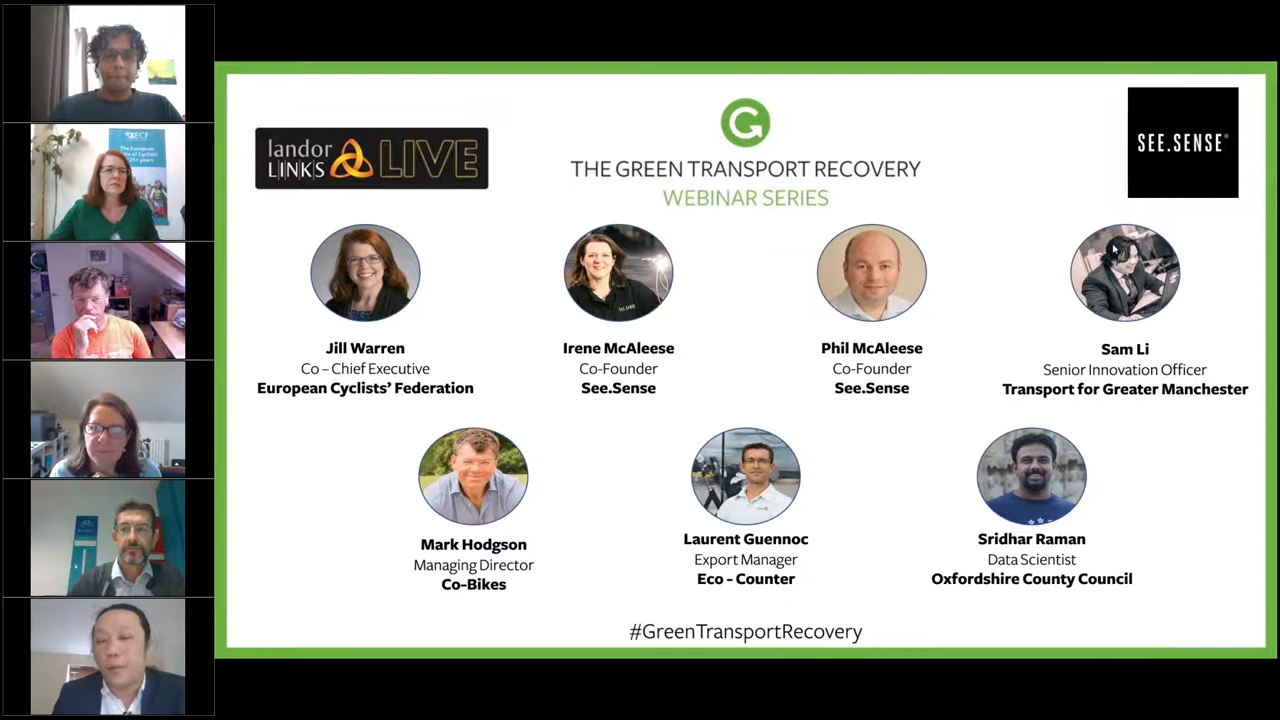 ECF
The European
landor
LINKS
LIVE
G
THE GREEN TRANSPORT RECOVERY
WEBINAR SERIES
SEE.SENSE®
Jill Warren
Co – Chief Executive
European Cyclists' Federation
Irene McAleese
Co-Founder
See.Sense
Phil McAleese
Co-Founder
See.Sense
Sam Li
Senior Innovation Officer
Transport for Greater Manchester
Mark Hodgson
Managing Director
Co-Bikes
Laurent Guennoc
Export Manager
Eco - Counter
Sridhar Raman
Data Scientist
Oxfordshire County Council
#GreenTransportRecovery